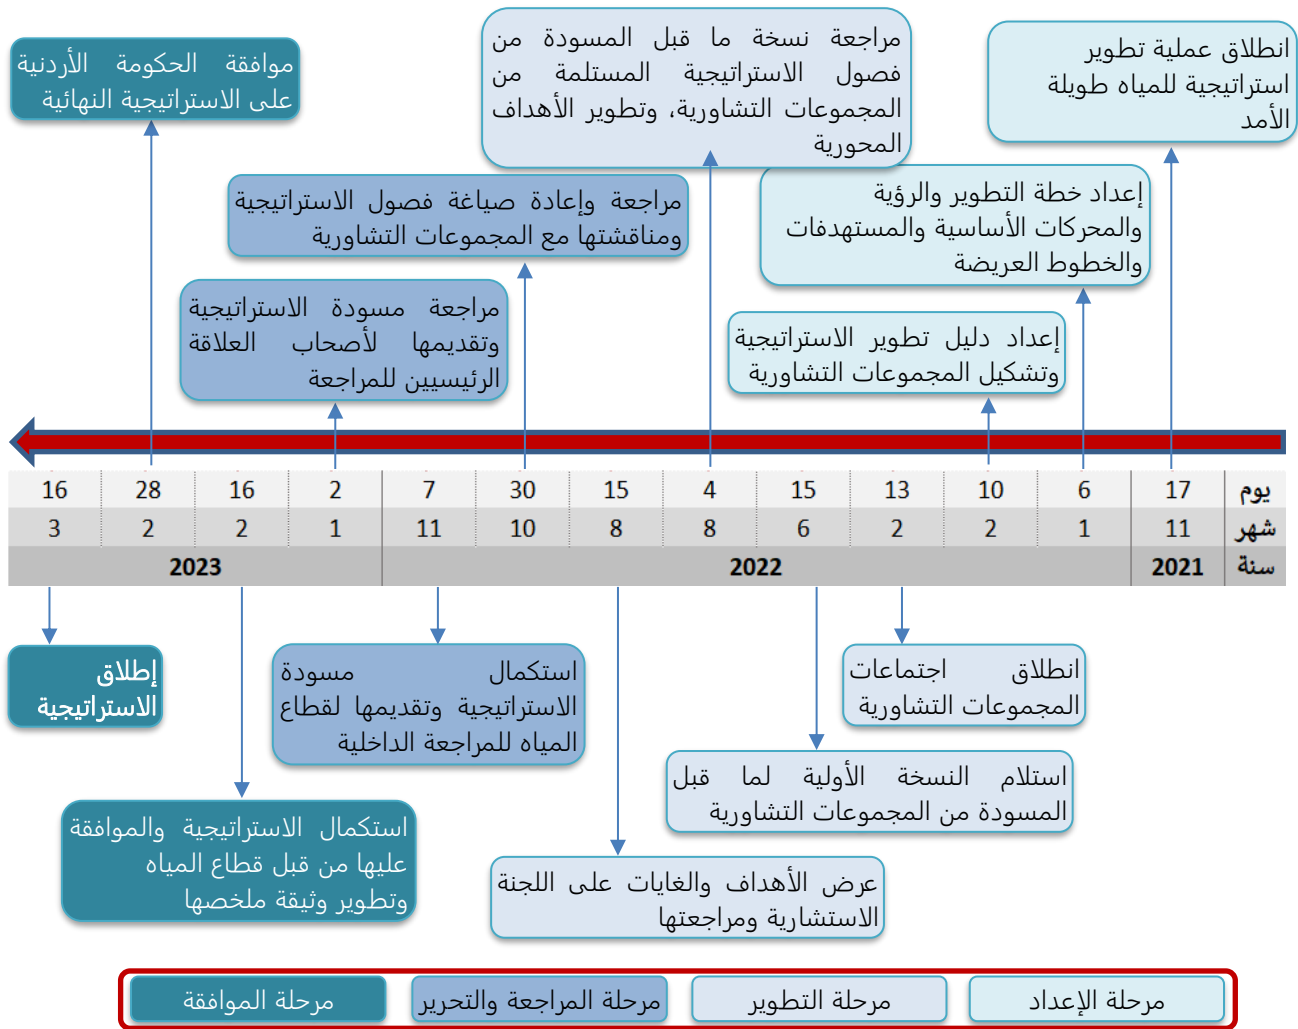 انطلاق عملية تطوير
استراتيجية للمياه طويلة
الأمد
مراجعة نسخة ما قبل المسودة من
فصول الاستراتيجية المستلمة من
المجموعات التشاورية، وتطوير الأهداف
المحورية
موافقة الحكومة الأردنية
على الاستراتيجية النهائية
إعداد خطة التطوير والرؤية
والمحركات الأساسية والمستهدفات
والخطوط العريضة
مراجعة وإعادة صياغة فصول الاستراتيجية
ومناقشتها مع المجموعات التشاورية
إعداد دليل تطوير الاستراتيجية
وتشكيل المجموعات التشاورية
مراجعة مسودة الاستراتيجية
وتقديمها لأصحاب العلاقة
الرئيسيين للمراجعة
يوم 17 6 10 13 15 4 15 30 7 2 16 28 16
شهر 11 1 2 2 6 8 8 10 11 1 2 2 3
سنة 2021 2022 2023
انطلاق اجتماعات
المجموعات التشاورية
استكمال مسودة
الاستراتيجية وتقديمها لقطاع
المياه للمراجعة الداخلية
إطلاق
الاستراتيجية
استلام النسخة الأولية لما قبل
المسودة من المجموعات التشاورية
استكمال الاستراتيجية والموافقة
عليها من قبل قطاع المياه
وتطوير وثيقة ملخصها
عرض الأهداف والغايات على اللجنة
الاستشارية ومراجعتها
مرحلة الإعداد
مرحلة التطوير
مرحلة المراجعة والتحرير
مرحلة الموافقة